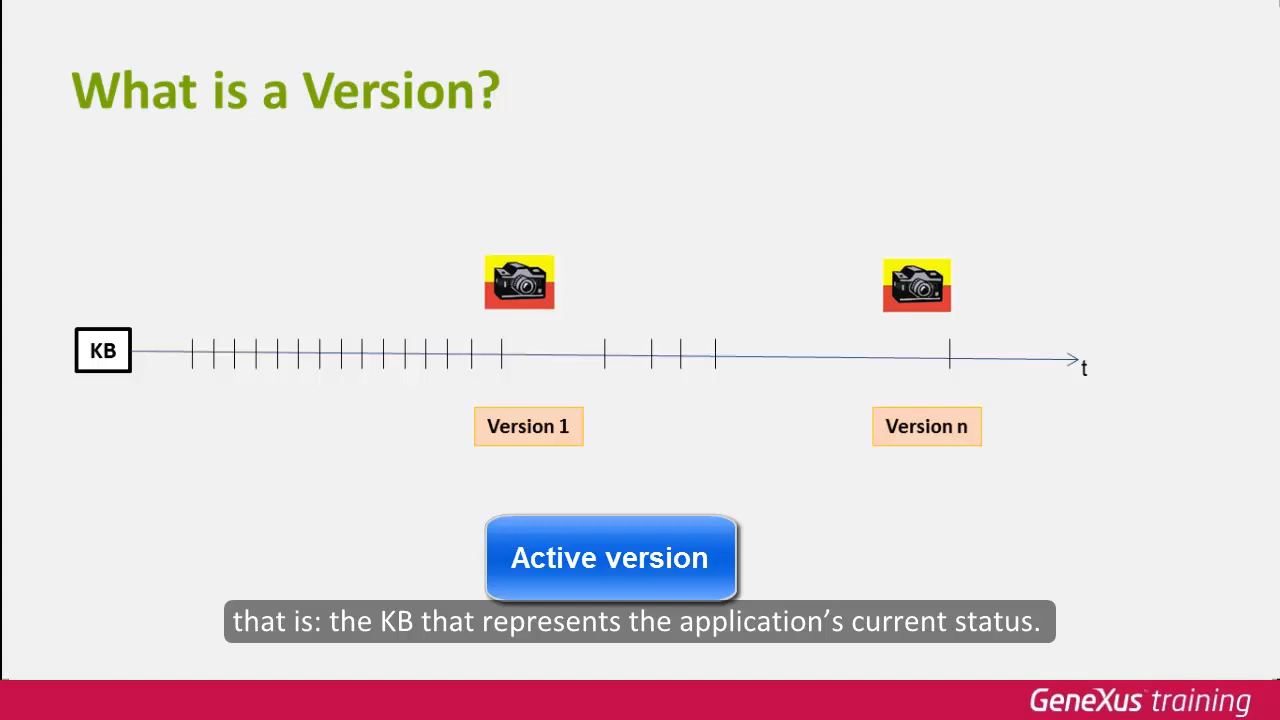 What is a Version?
KB
t
Version 1
Version n
Active version
that is: the KB that represents the application’s current status.
GeneXus™ training